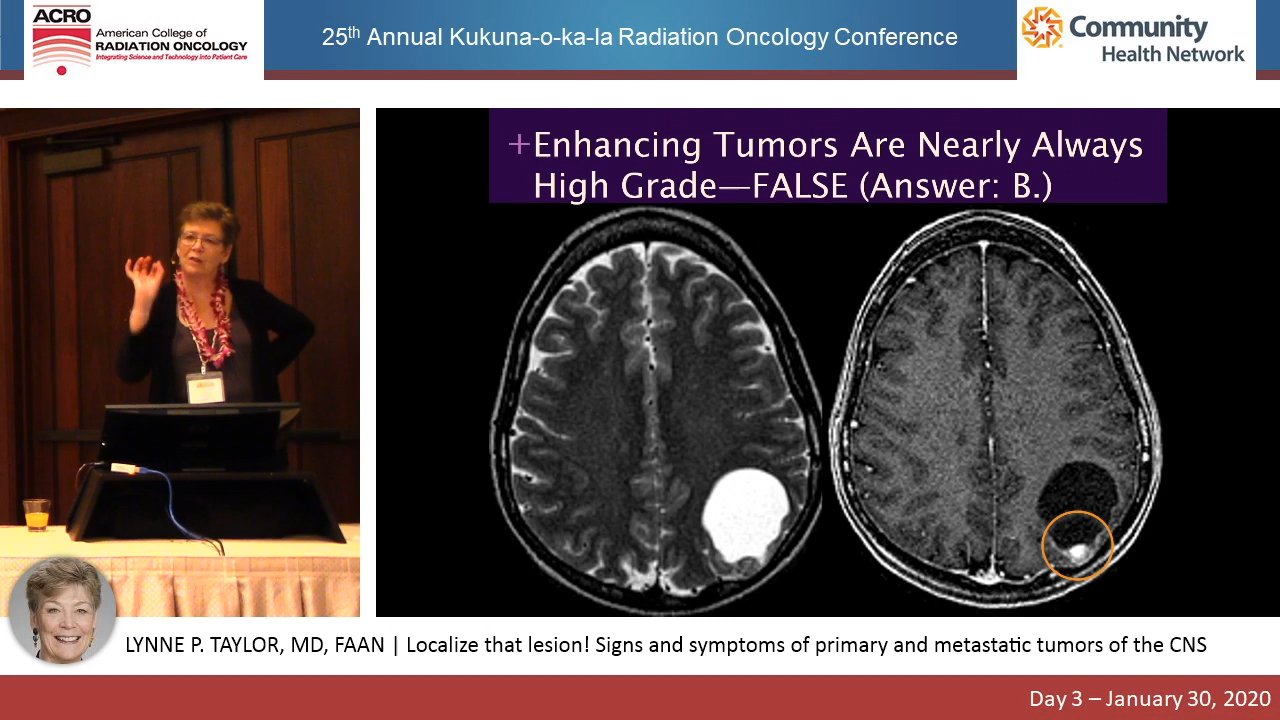 ACRO
American College of
RADIATION ONCOLOGY
Integrating Science and Technology Into Patient Care
25th Annual Kukuna-o-ka-la Radiation Oncology Conference
Community
Health Network
+Enhancing Tumors Are Nearly Always
High Grade—FALSE (Answer: B.)
LYNNE P. TAYLOR, MD, FAAN | Localize that lesion! Signs and symptoms of primary and metastatic tumors of the CNS
Day 3 – January 30, 2020